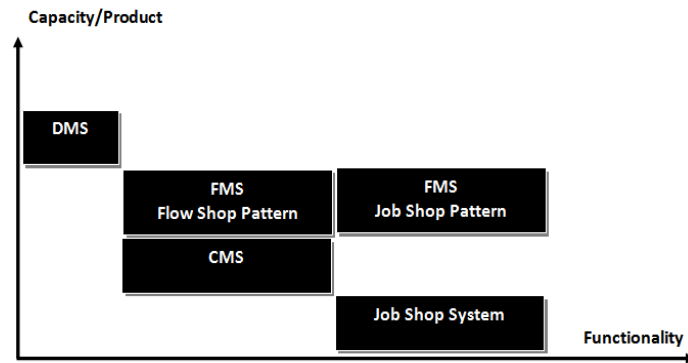 Capacity/Product
DMS
FMS
Flow Shop Pattern
FMS
Job Shop Pattern
CMS
Job Shop System
Functionality